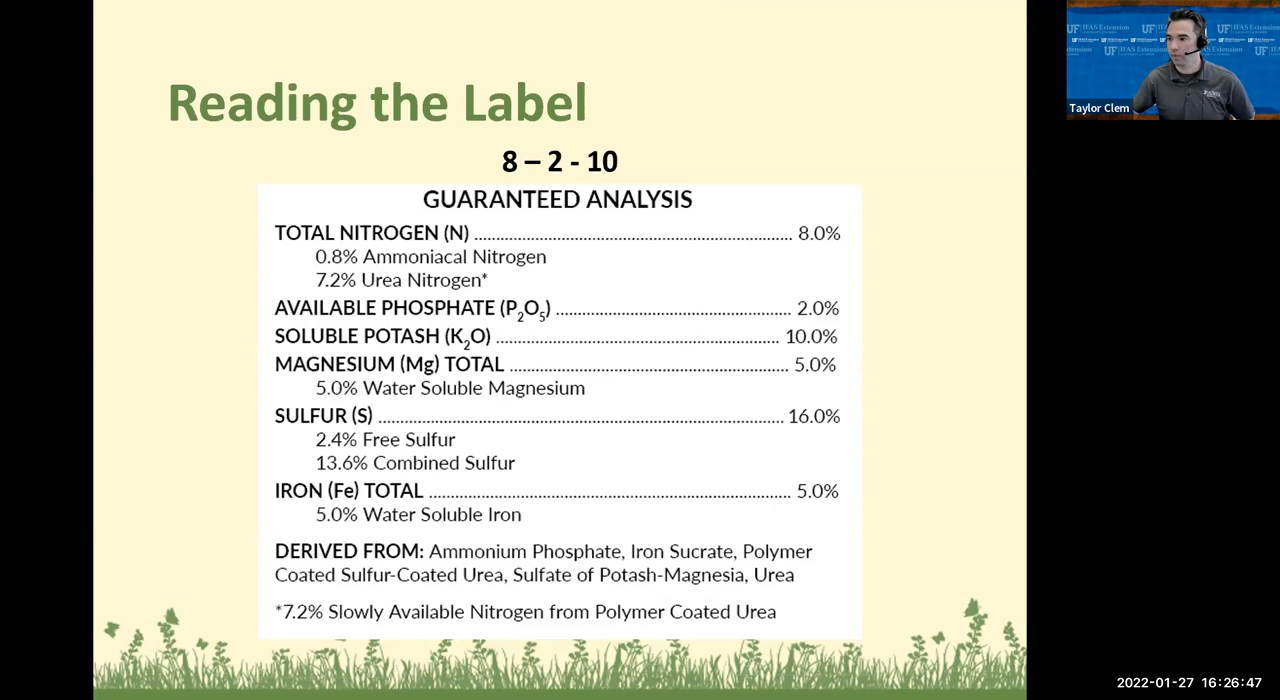 Reading the Label
8 – 2 - 10
GUARANTEED ANALYSIS
TOTAL NITROGEN (N) ........................ 8.0%
0.8% Ammoniacal Nitrogen
7.2% Urea Nitrogen*
AVAILABLE PHOSPHATE (P₂O₅) ........................ 2.0%
SOLUBLE POTASH (K₂O) ........................ 10.0%
MAGNESIUM (Mg) TOTAL ........................ 5.0%
5.0% Water Soluble Magnesium
SULFUR (S) ........................ 16.0%
2.4% Free Sulfur
13.6% Combined Sulfur
IRON (Fe) TOTAL ........................ 5.0%
5.0% Water Soluble Iron
DERIVED FROM: Ammonium Phosphate, Iron Sucrate, Polymer
Coated Sulfur-Coated Urea, Sulfate of Potash-Magnesia, Urea
*7.2% Slowly Available Nitrogen from Polymer Coated Urea
UF IFAS Extension
Taylor Clem
2022-01-27 16:26:47